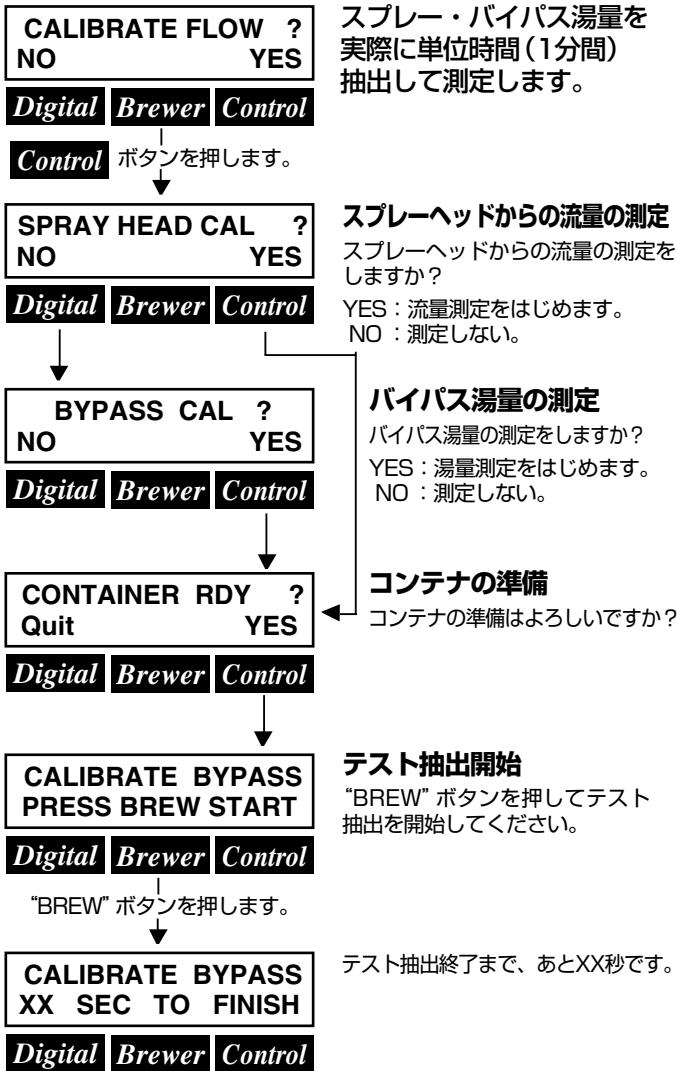 CALIBRATE FLOW ?
NO YES
Digital Brewer Control
スプレー・バイパス湯量を
実際に単位時間(1分間)
抽出して測定します。
Control ボタンを押します。
SPRAY HEAD CAL ?
NO YES
Digital Brewer Control
スプレーヘッドからの流量の測定
スプレーヘッドからの流量の測定を
しますか?
YES:流量測定をはじめます。
NO :測定しない。
BYPASS CAL ?
NO YES
Digital Brewer Control
バイパス湯量の測定
バイパス湯量の測定をしますか?
YES:湯量測定をはじめます。
NO :測定しない。
CONTAINER RDY ?
Quit YES
Digital Brewer Control
コンテナの準備
コンテナの準備はよろしいですか?
CALIBRATE BYPASS
PRESS BREW START
Digital Brewer Control
テスト抽出開始
“BREW” ボタンを押してテスト
抽出を開始してください。
“BREW” ボタンを押します。
CALIBRATE BYPASS
XX SEC TO FINISH
Digital Brewer Control
テスト抽出終了まで、あとXX秒です。